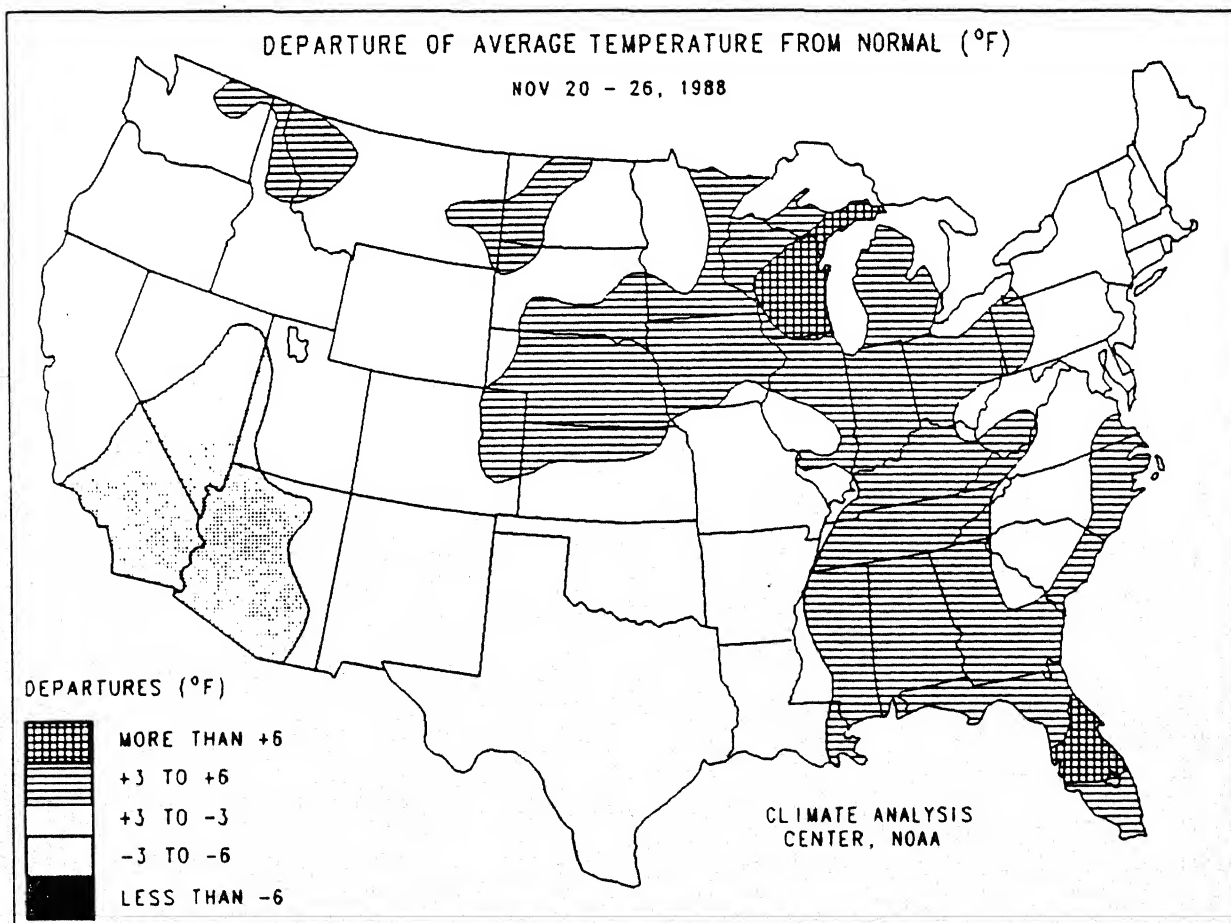 DEPARTURE OF AVERAGE TEMPERATURE FROM NORMAL (°F)
NOV 20 - 26, 1988
DEPARTURES (°F)
MORE THAN +6
+3 TO +6
+3 TO -3
-3 TO -6
LESS THAN -6
CLIMATE ANALYSIS
CENTER, NOAA